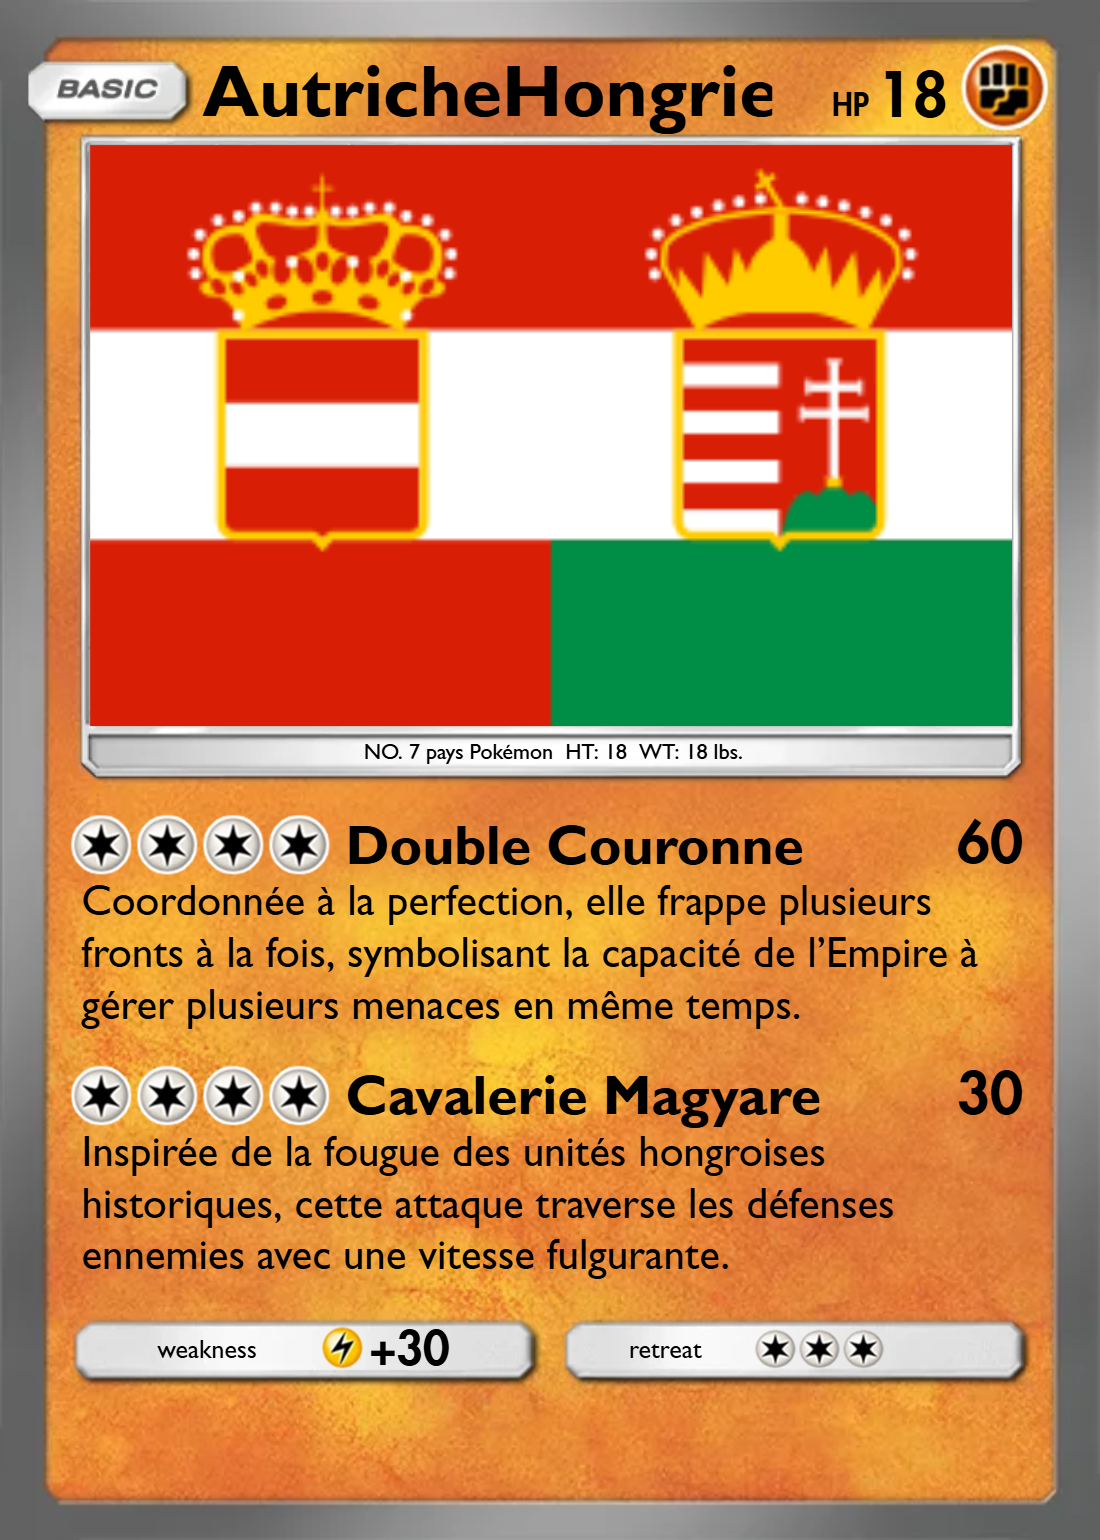 BASIC AutricheHongrie HP 18
NO. 7 pays Pokémon HT: 18 WT: 18 lbs.
Double Couronne 60
Coordonnée à la perfection, elle frappe plusieurs
fronts à la fois, symbolisant la capacité de l’Empire à
gérer plusieurs menaces en même temps.
Cavalerie Magyare 30
Inspirée de la fougue des unités hongroises
historiques, cette attaque traverse les défenses
ennemies avec une vitesse fulgurante.
weakness +30 retreat